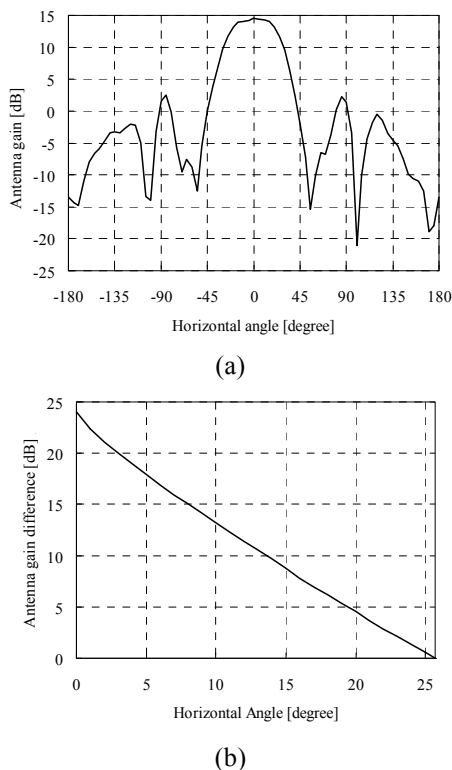 15
10
5
0
-5
-10
-15
-20
-25
Antenna gain [dB]
-180 -135 -90 -45 0 45 90 135 180
Horizontal angle [degree]
(a)
25
20
15
10
5
0
Antenna gain difference [dB]
0 5 10 15 20 25
Horizontal Angle [degree]
(b)